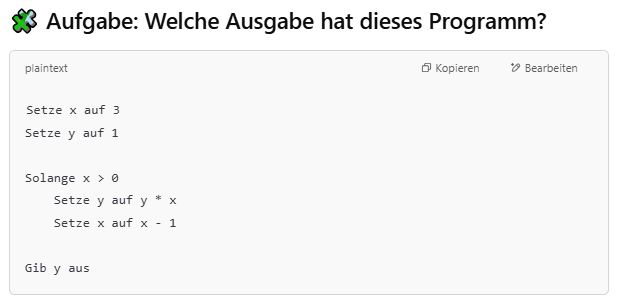 Aufgabe: Welche Ausgabe hat dieses Programm?
plaintext
Kopieren
Bearbeiten
Setze x auf 3
Setze y auf 1
Solange x > 0
Setze y auf y * x
Setze x auf x - 1
Gib y aus